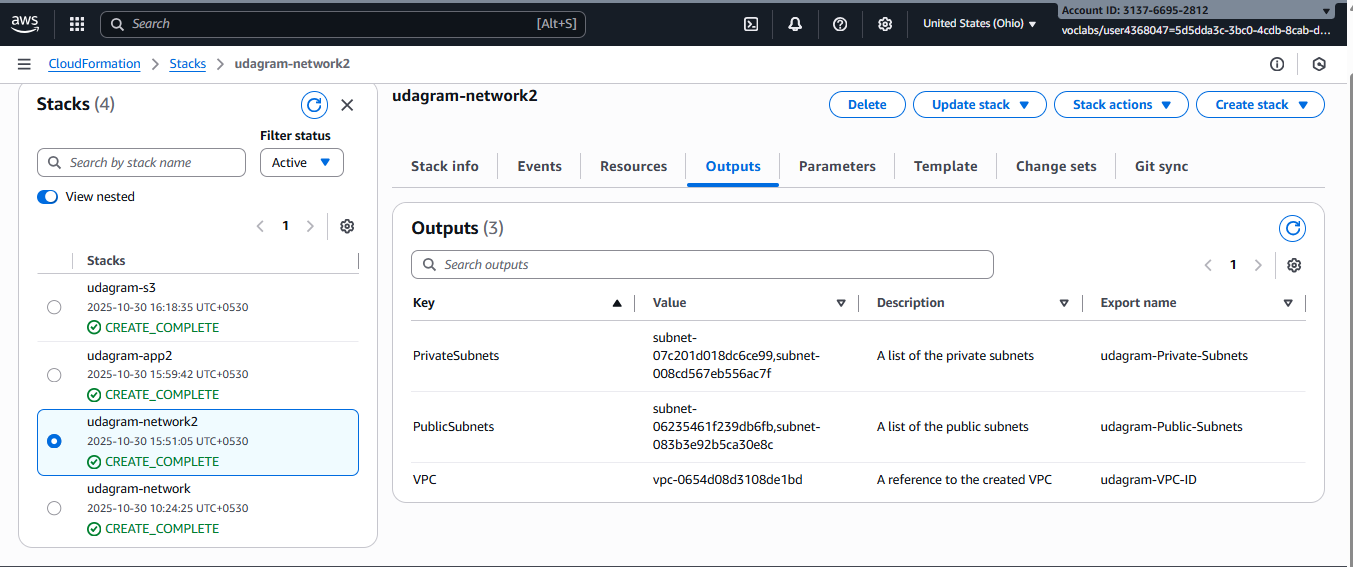 aws
Search
[Alt+S]
United States (Ohio)
Account ID: 3137-6695-2812
voclabs/user4368047=5d5dda3c-3bc0-4cdb-8cab-d...
CloudFormation
Stacks
udagram-network2
Stacks (4)
Filter status
Search by stack name
Active
View nested
1
Stacks
udagram-s3
2025-10-30 16:18:35 UTC+0530
CREATE_COMPLETE
udagram-app2
2025-10-30 15:59:42 UTC+0530
CREATE_COMPLETE
udagram-network2
2025-10-30 15:51:05 UTC+0530
CREATE_COMPLETE
udagram-network
2025-10-30 10:24:25 UTC+0530
CREATE_COMPLETE
udagram-network2
Delete
Update stack
Stack actions
Create stack
Stack info
Events
Resources
Outputs
Parameters
Template
Change sets
Git sync
Outputs (3)
Search outputs
1
Key
Value
Description
Export name
PrivateSubnets
subnet-
07c201d018dc6ce99,subnet-
008cd567eb556ac7f
A list of the private subnets
udagram-Private-Subnets
PublicSubnets
subnet-
06235461f239db6fb,subnet-
083b3e92b5ca30e8c
A list of the public subnets
udagram-Public-Subnets
VPC
vpc-0654d08d3108de1bd
A reference to the created VPC
udagram-VPC-ID